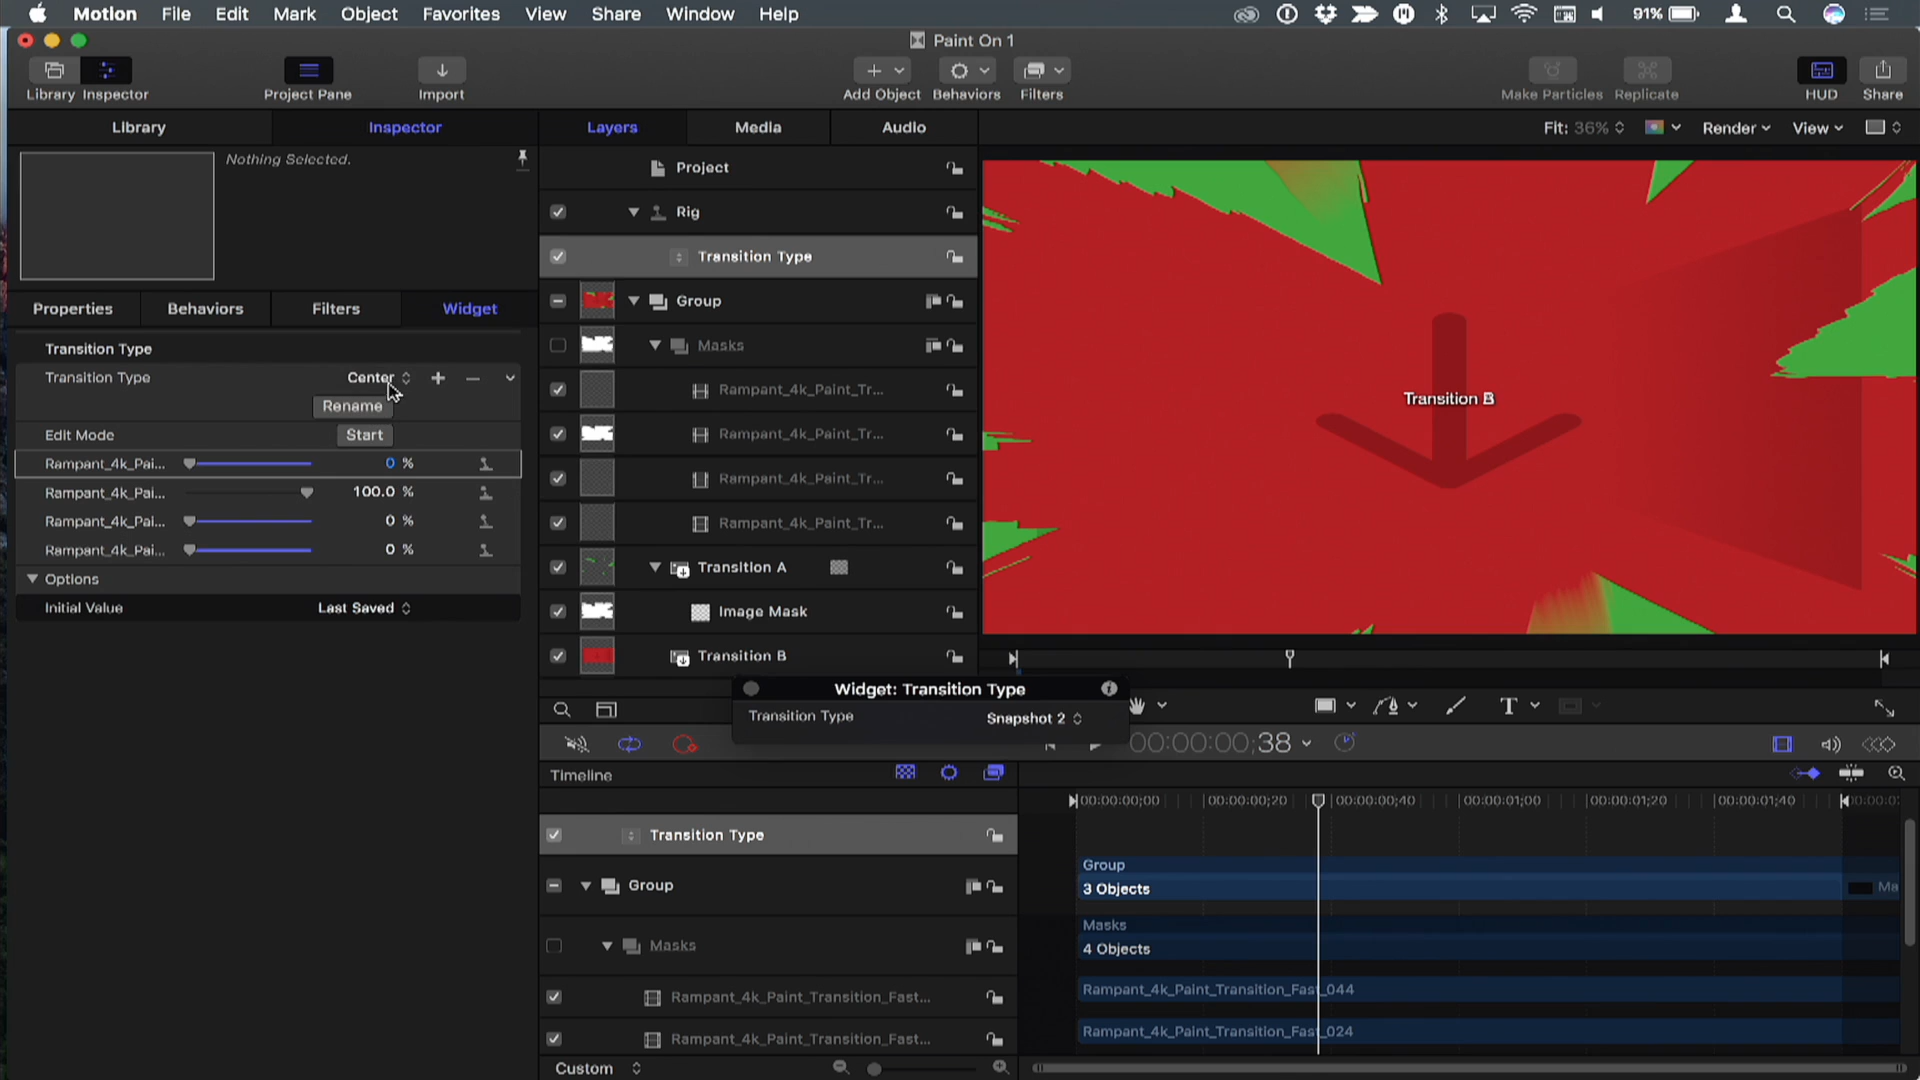 Motion File Edit Mark Object Favorites View Share Window Help 91%
Paint On 1
Library Inspector Project Pane Import Add Object Behaviors Filters Make Particles Replicate HUD Share
Library Inspector Layers Media Audio Fit: 36% Render View
Nothing Selected.
Project
Rig
Transition Type
Group
Masks
Rampant_4k_Paint_Tr...
Rampant_4k_Paint_Tr...
Rampant_4k_Paint_Tr...
Rampant_4k_Paint_Tr...
Transition A
Image Mask
Transition B
Properties Behaviors Filters Widget
Transition Type
Transition Type Center
Rename
Edit Mode Start
Rampant_4k_Pai... 0 %
Rampant_4k_Pai... 100.0 %
Rampant_4k_Pai... 0 %
Rampant_4k_Pai... 0 %
Options
Initial Value Last Saved
Transition B
Widget: Transition Type
Transition Type Snapshot 2
T
00:00:00;38
Timeline
00:00:00;00 00:00:00;20 00:00:00;40 00:00:01;00 00:00:01;20 00:00:01;40
Transition Type
Group
Masks
Rampant_4k_Paint_Transition_Fast...
Rampant_4k_Paint_Transition_Fast...
Group
3 Objects Ma
Masks
4 Objects
Rampant_4k_Paint_Transition_Fast_044
Rampant_4k_Paint_Transition_Fast_024
Custom